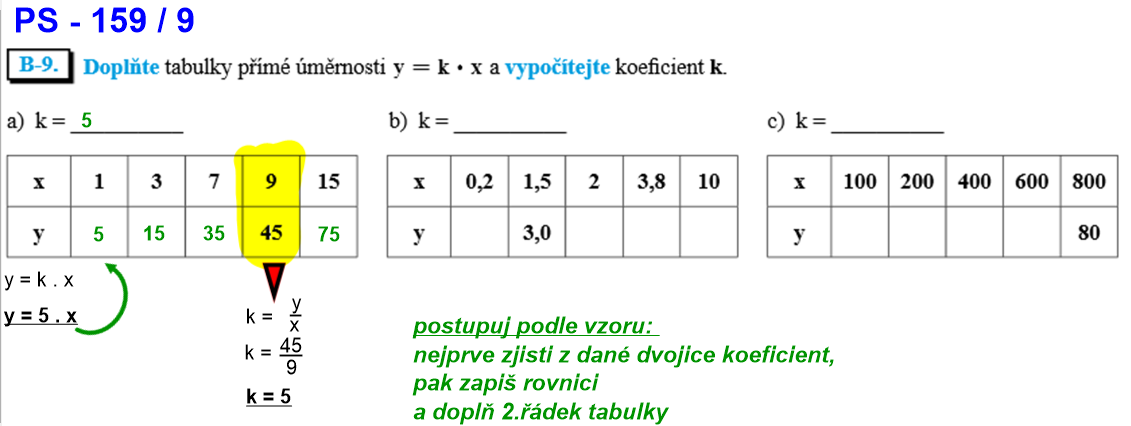 PS - 159 / 9
B-9. Doplňte tabulky přímé úměrnosti y = k • x a vypočítejte koeficient k.
a) k = 5
x 1 3 7 9 15
y 5 15 35 45 75
y = k . x
y = 5 . x
k = y/x
k = 45/9
k = 5
b) k = ___________
x 0,2 1,5 2 3,8 10
y 3,0
c) k = ___________
x 100 200 400 600 800
y 80
postupuj podle vzoru:
nejprve zjisti z dané dvojice koeficient,
pak zapiš rovnici
a doplň 2.řádek tabulky